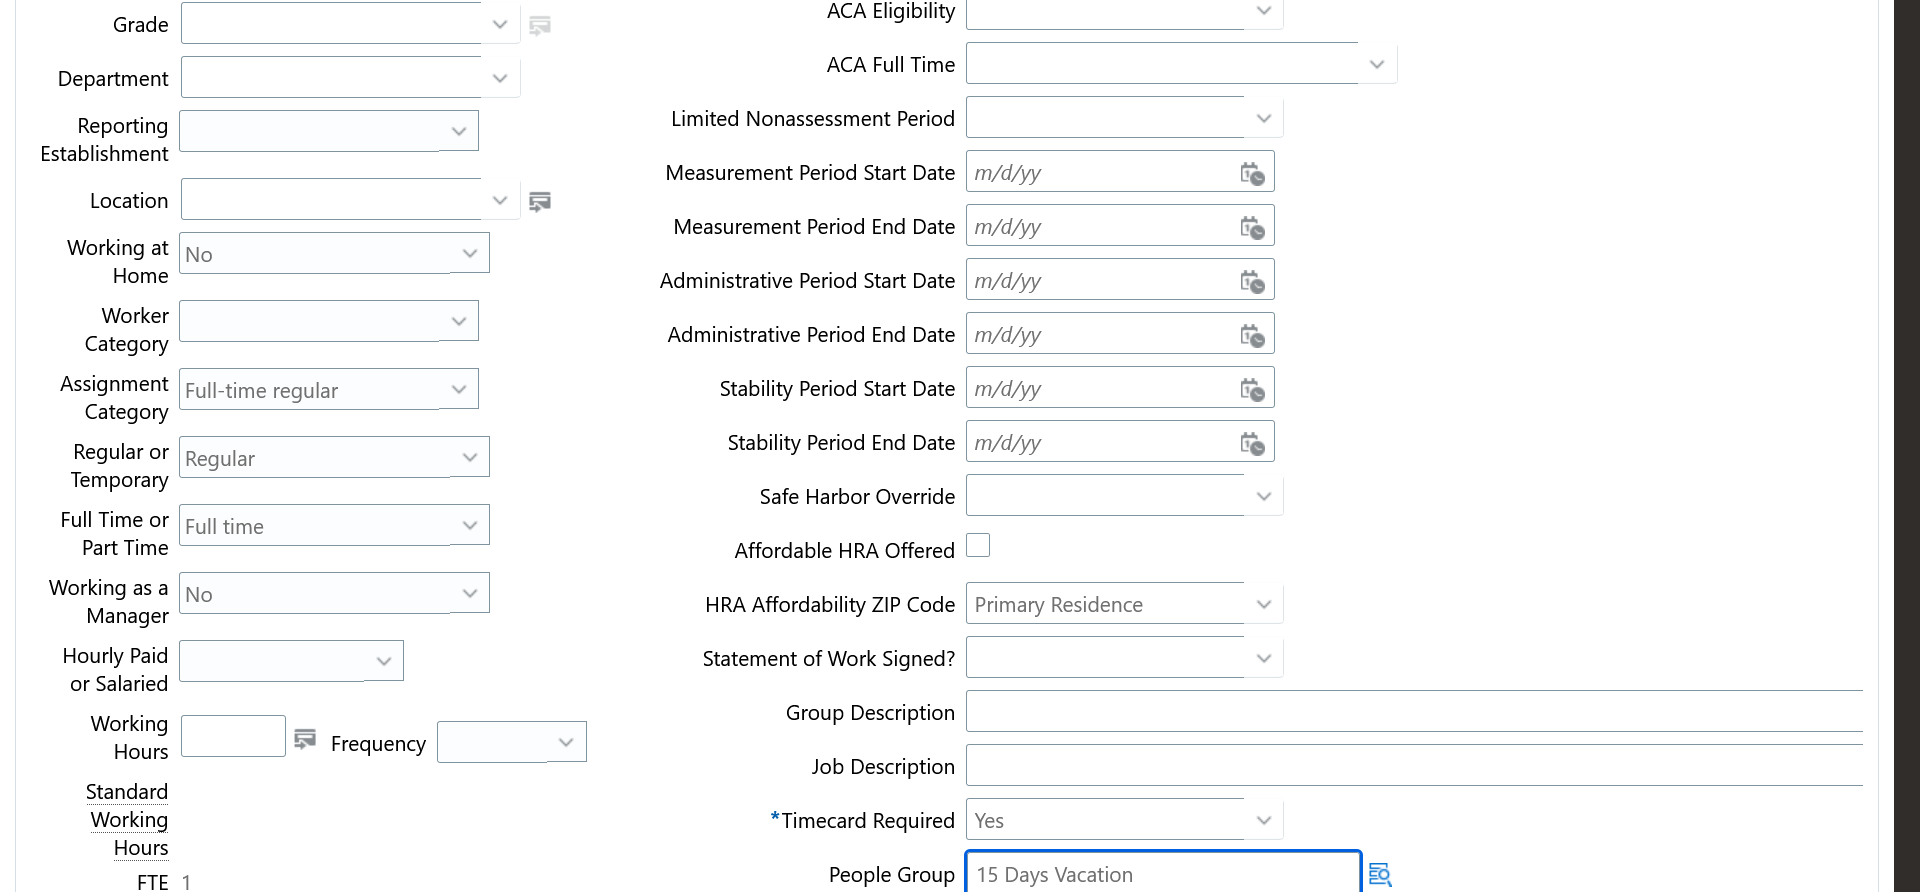 Grade
Department
Reporting
Establishment
Location
Working at
Home
No
Worker
Category
Assignment
Category
Full-time regular
Regular or
Temporary
Regular
Full Time or
Part Time
Full time
Working as a
Manager
No
Hourly Paid
or Salaried
Working
Hours
Frequency
Standard
Working
Hours
FTE 1
ACA Eligibility
ACA Full Time
Limited Nonassessment Period
Measurement Period Start Date m/d/yy
Measurement Period End Date m/d/yy
Administrative Period Start Date m/d/yy
Administrative Period End Date m/d/yy
Stability Period Start Date m/d/yy
Stability Period End Date m/d/yy
Safe Harbor Override
Affordable HRA Offered
HRA Affordability ZIP Code Primary Residence
Statement of Work Signed?
Group Description
Job Description
*Timecard Required Yes
People Group 15 Days Vacation